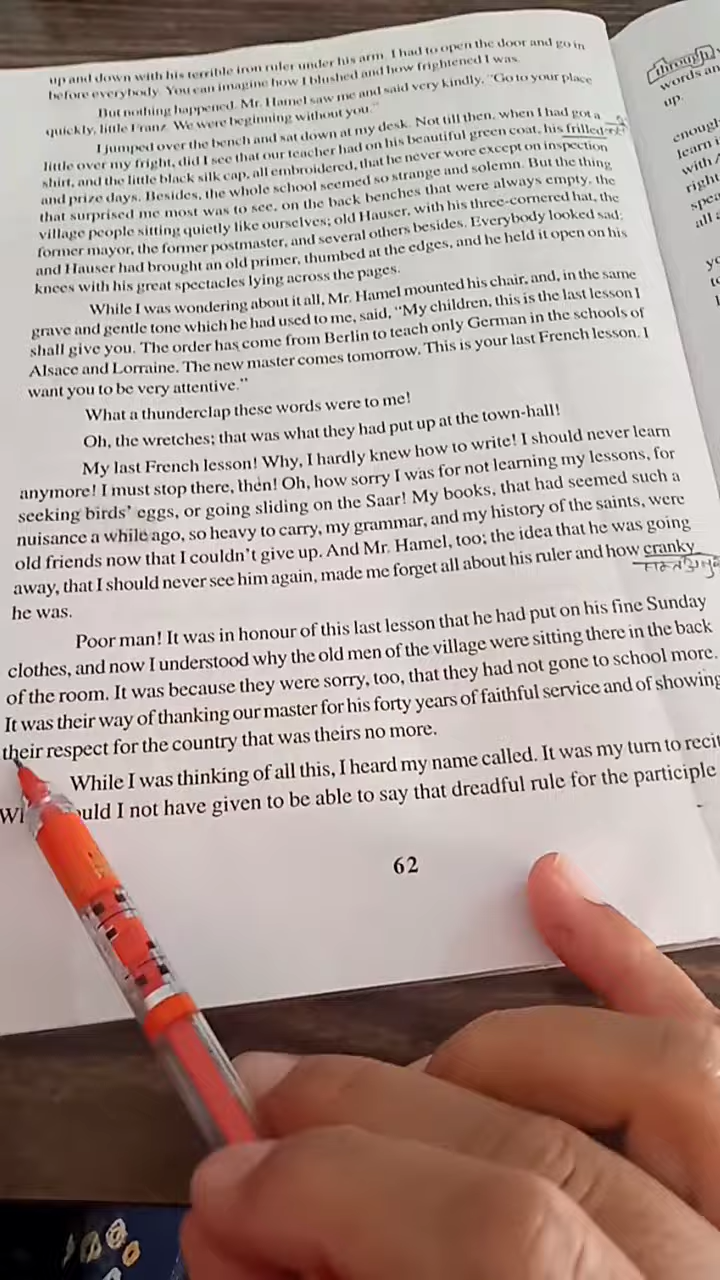 up and down with his terrible iron ruler under his arm. I had to open the door and go in
before everybody. You can imagine how I blushed and how frightened I was.
But nothing happened. Mr. Hamel saw me and said very kindly, "Go to your place
quickly, little Franz. We were beginning without you."
I jumped over the bench and sat down at my desk. Not till then, when I had got a
little over my fright, did I see that our teacher had on his beautiful green coat, his frilled
shirt, and the little black silk cap, all embroidered, that he never wore except on inspection
and prize days. Besides, the whole school seemed so strange and solemn. But the thing
that surprised me most was to see, on the back benches that were always empty, the
village people sitting quietly like ourselves; old Hauser, with his three-cornered hat, the
former mayor, the former postmaster, and several others besides. Everybody looked sad;
and Hauser had brought an old primer, thumbed at the edges, and he held it open on his
knees with his great spectacles lying across the pages.
While I was wondering about it all, Mr. Hamel mounted his chair, and, in the same
grave and gentle tone which he had used to me, said, "My children, this is the last lesson I
shall give you. The order has come from Berlin to teach only German in the schools of
Alsace and Lorraine. The new master comes tomorrow. This is your last French lesson. I
want you to be very attentive."
What a thunderclap these words were to me!
Oh, the wretches; that was what they had put up at the town-hall!
My last French lesson! Why, I hardly knew how to write! I should never learn
anymore! I must stop there, then! Oh, how sorry I was for not learning my lessons, for
seeking birds' eggs, or going sliding on the Saar! My books, that had seemed such a
nuisance a while ago, so heavy to carry, my grammar, and my history of the saints, were
old friends now that I couldn't give up. And Mr. Hamel, too; the idea that he was going
away, that I should never see him again, made me forget all about his ruler and how cranky
he was.
Poor man! It was in honour of this last lesson that he had put on his fine Sunday
clothes, and now I understood why the old men of the village were sitting there in the back
of the room. It was because they were sorry, too, that they had not gone to school more.
It was their way of thanking our master for his forty years of faithful service and of showing
their respect for the country that was theirs no more.
While I was thinking of all this, I heard my name called. It was my turn to recit
I not have given to be able to say that dreadful rule for the participle
62
through
words an
up.
enough
learn i
with A
right
spea
all